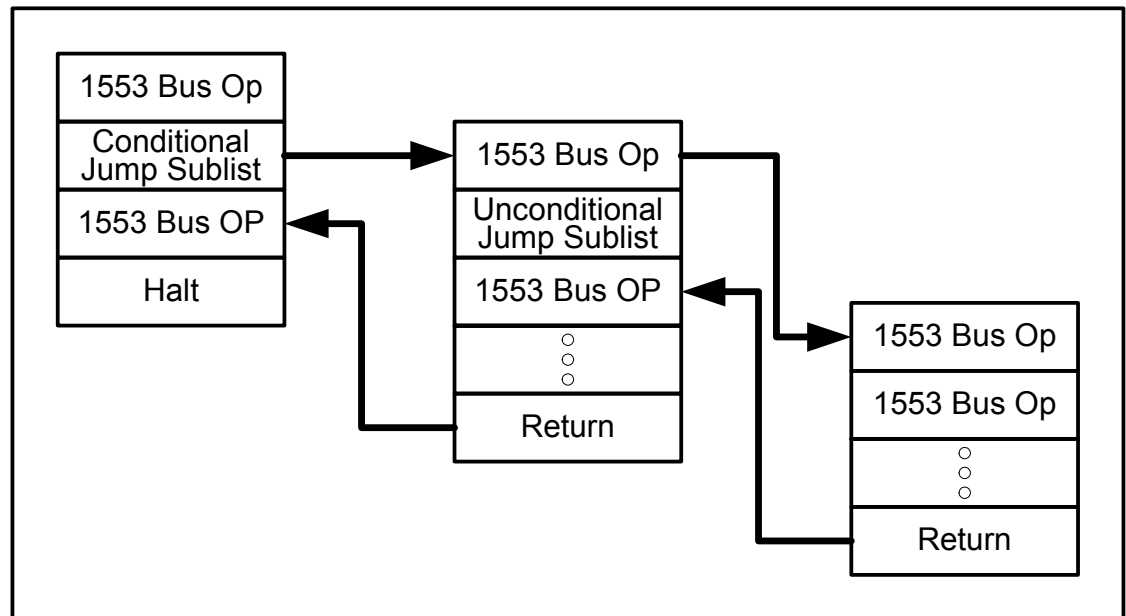 1553 Bus Op
Conditional
Jump Sublist
1553 Bus OP
Halt
1553 Bus Op
Unconditional
Jump Sublist
1553 Bus OP
Return
1553 Bus Op
1553 Bus Op
Return